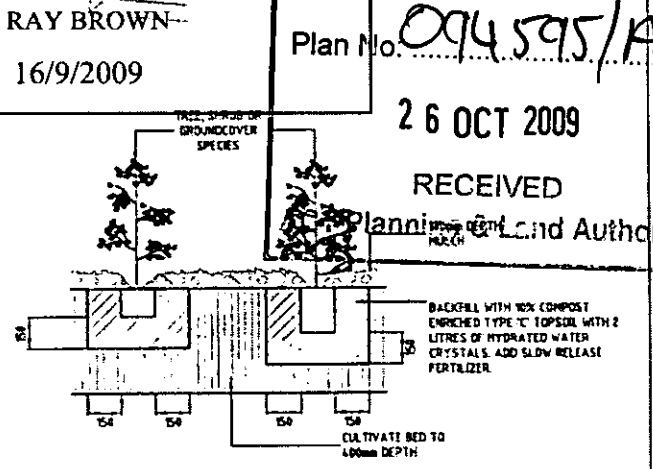 RAY BROWN
16/9/2009
Plan No. 094595/A
26 OCT 2009
RECEIVED
Planning & Land Autho
TREE, SHRUB OR
GROUNDCOVER
SPECIES
DEPTH
MULCH
BACKFILL WITH 10% COMPOST
ENRICHED TYPE 'C' TOPSOIL WITH 2
LITRES OF HYDRATED WATER
CRYSTALS. ADD SLOW RELEASE
FERTILIZER.
150
150
150
150
150
150
CULTIVATE BED TO
400mm DEPTH